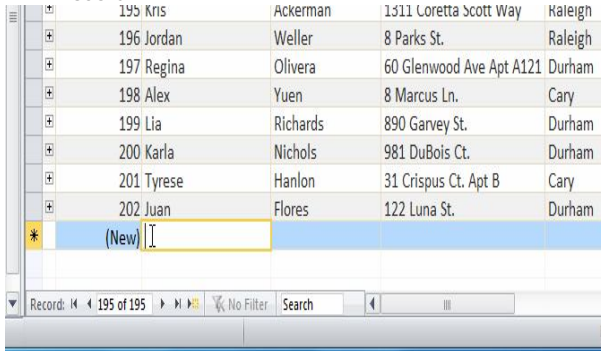 195 Kris Ackerman 1311 Coretta Scott Way Raleigh
196 Jordan Weller 8 Parks St. Raleigh
197 Regina Olivera 60 Glenwood Ave Apt A121 Durham
198 Alex Yuen 8 Marcus Ln. Cary
199 Lia Richards 890 Garvey St. Durham
200 Karla Nichols 981 DuBois Ct. Durham
201 Tyrese Hanlon 31 Crispus Ct. Apt B Cary
202 Juan Flores 122 Luna St. Durham
(New)
Record: 195 of 195 No Filter Search